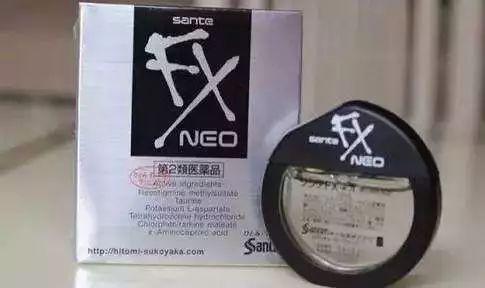 sante
FX
NEO
第2類医薬品
Active ingredients
Neostigmine methylsulfate
Taurine
Potassium L-aspartate
Tetrahydrozoline hydrochloride
Chlorpheniramine maleate
ε-Aminocaproic acid
http://hitomi-sukoyaka.com
sante
FX
NEO